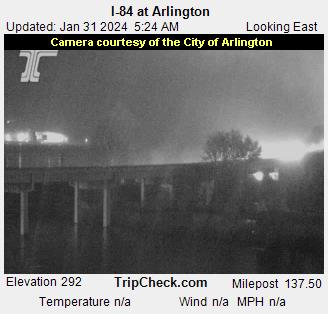 I-84 at Arlington
Updated: Jan 31 2024 5:24 AM Looking East
Camera courtesy of the City of Arlington
Elevation 292 TripCheck.com Milepost 137.50
Temperature n/a Wind n/a MPH n/a